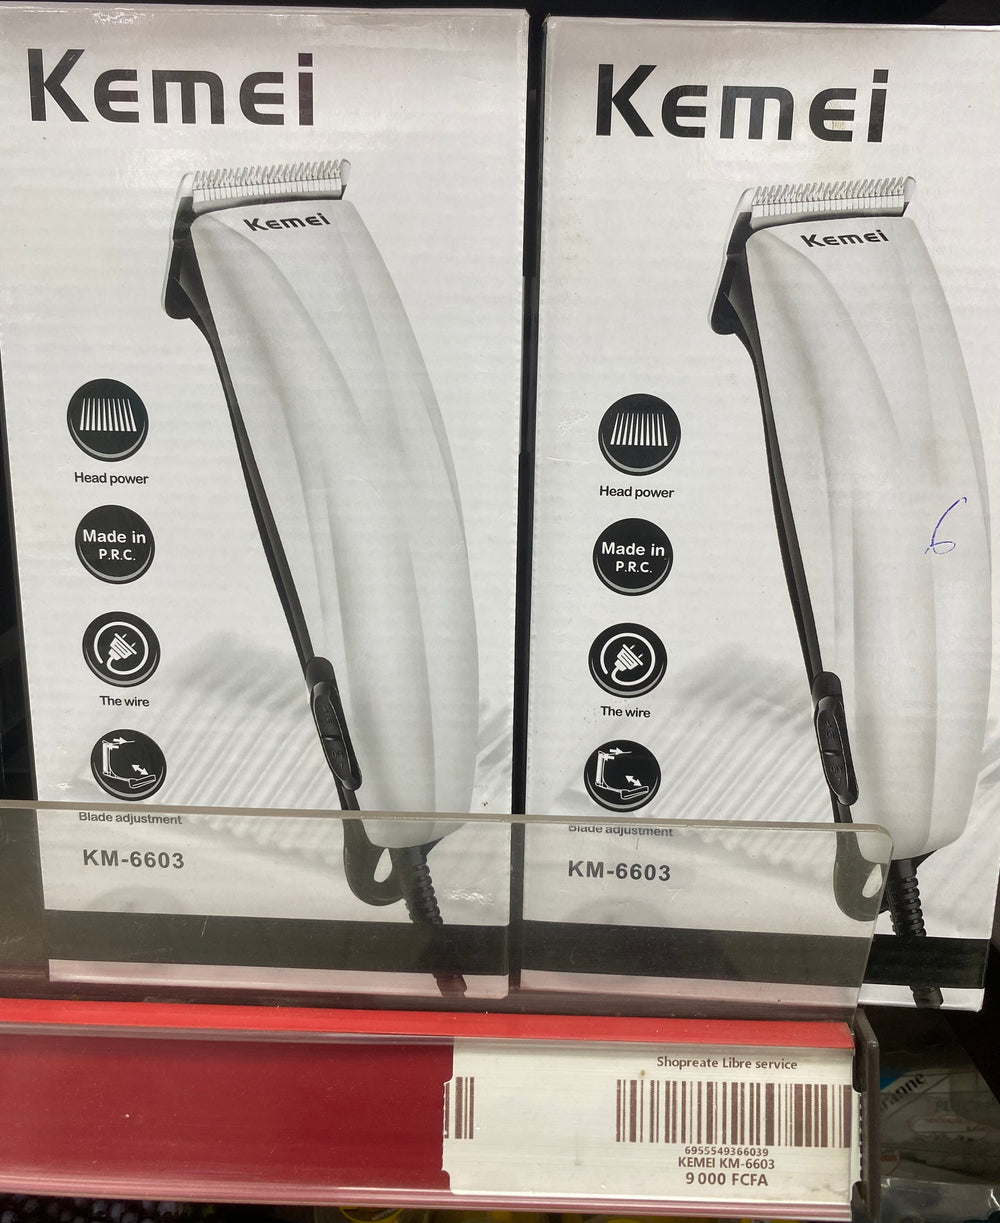 Kemei
Kemei
Head power
Made in
P.R.C.
The wire
Blade adjustment
KM-6603
Kemei
Kemei
Head power
Made in
P.R.C.
The wire
Blade adjustment
KM-6603
6
Shopreate Libre service
6955549366039
KEMEI KM-6603
9 000 FCFA